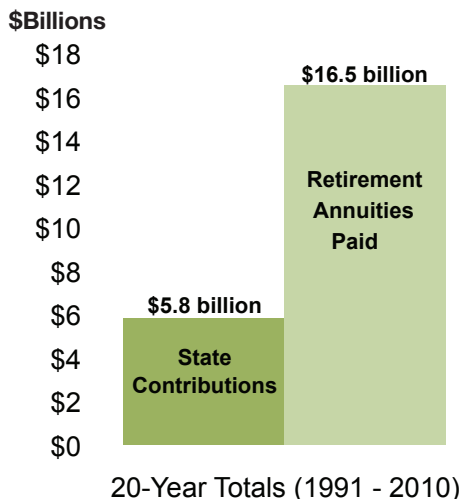 $Billions
$18
$16
$14
$12
$10
$8
$6
$4
$2
$0
$16.5 billion
Retirement
Annuities
Paid
$5.8 billion
State
Contributions
20-Year Totals (1991 - 2010)